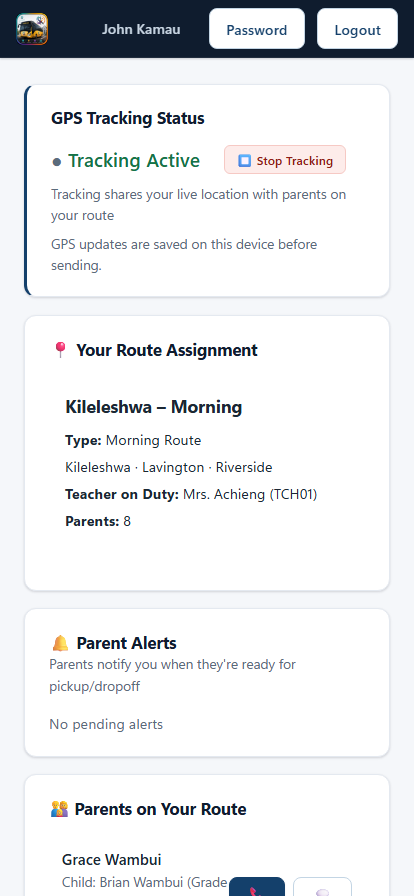 John Kamau
Password
Logout
GPS Tracking Status
Tracking Active
Stop Tracking
Tracking shares your live location with parents on
your route
GPS updates are saved on this device before
sending.
Your Route Assignment
Kileleshwa – Morning
Type: Morning Route
Kileleshwa · Lavington · Riverside
Teacher on Duty: Mrs. Achieng (TCH01)
Parents: 8
Parent Alerts
Parents notify you when they're ready for
pickup/dropoff
No pending alerts
Parents on Your Route
Grace Wambui
Child: Brian Wambui (Grade